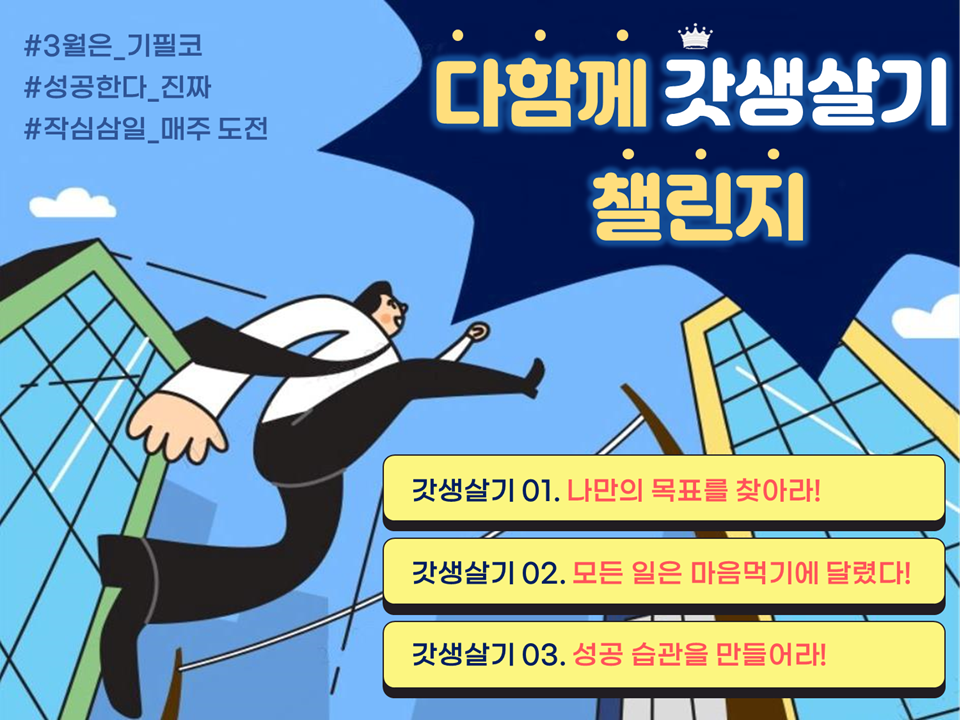 #3월은_기필코
#성공한다_진짜
#작심삼일_매주 도전
다함께 갓생살기
챌린지
갓생살기 01. 나만의 목표를 찾아라!
갓생살기 02. 모든 일은 마음먹기에 달렸다!
갓생살기 03. 성공 습관을 만들어라!